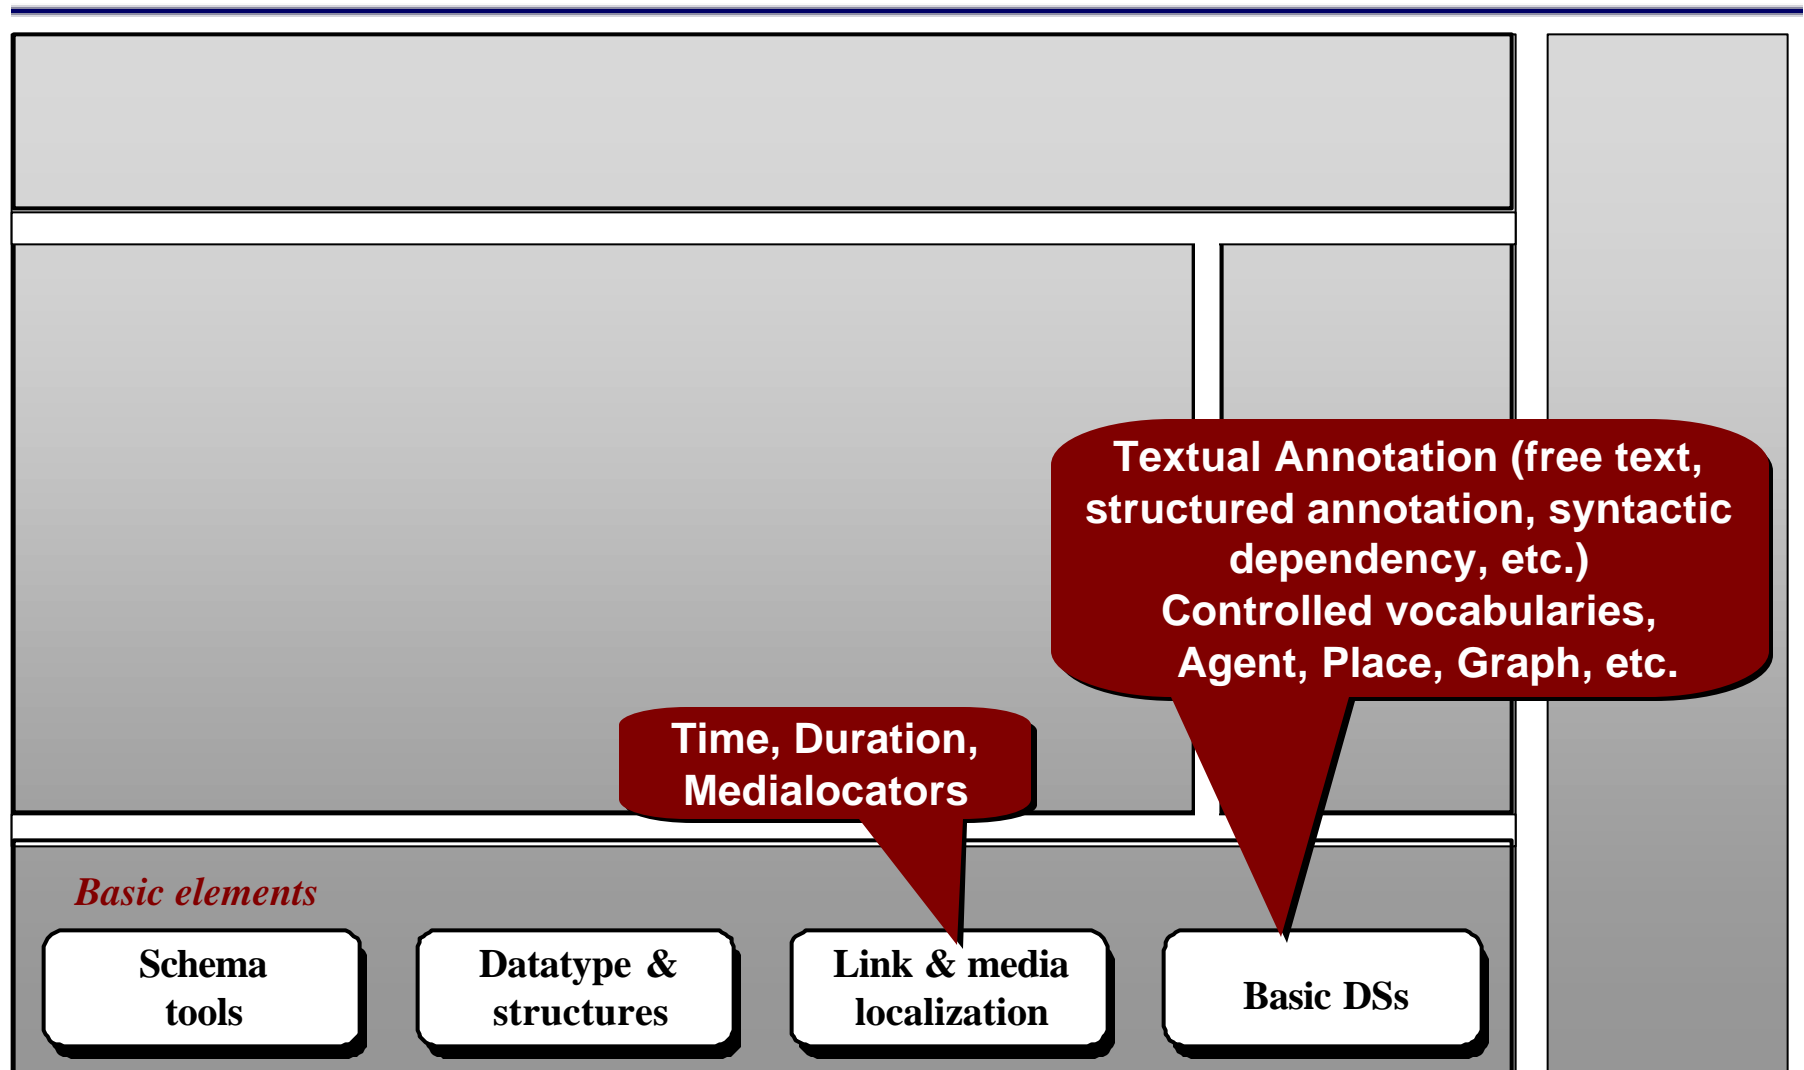 Textual Annotation (free text,
structured annotation, syntactic
dependency, etc.)
Controlled vocabularies,
Agent, Place, Graph, etc.
Time, Duration,
Medialocators
Basic elements
Schema
tools
Datatype &
structures
Link & media
localization
Basic DSs